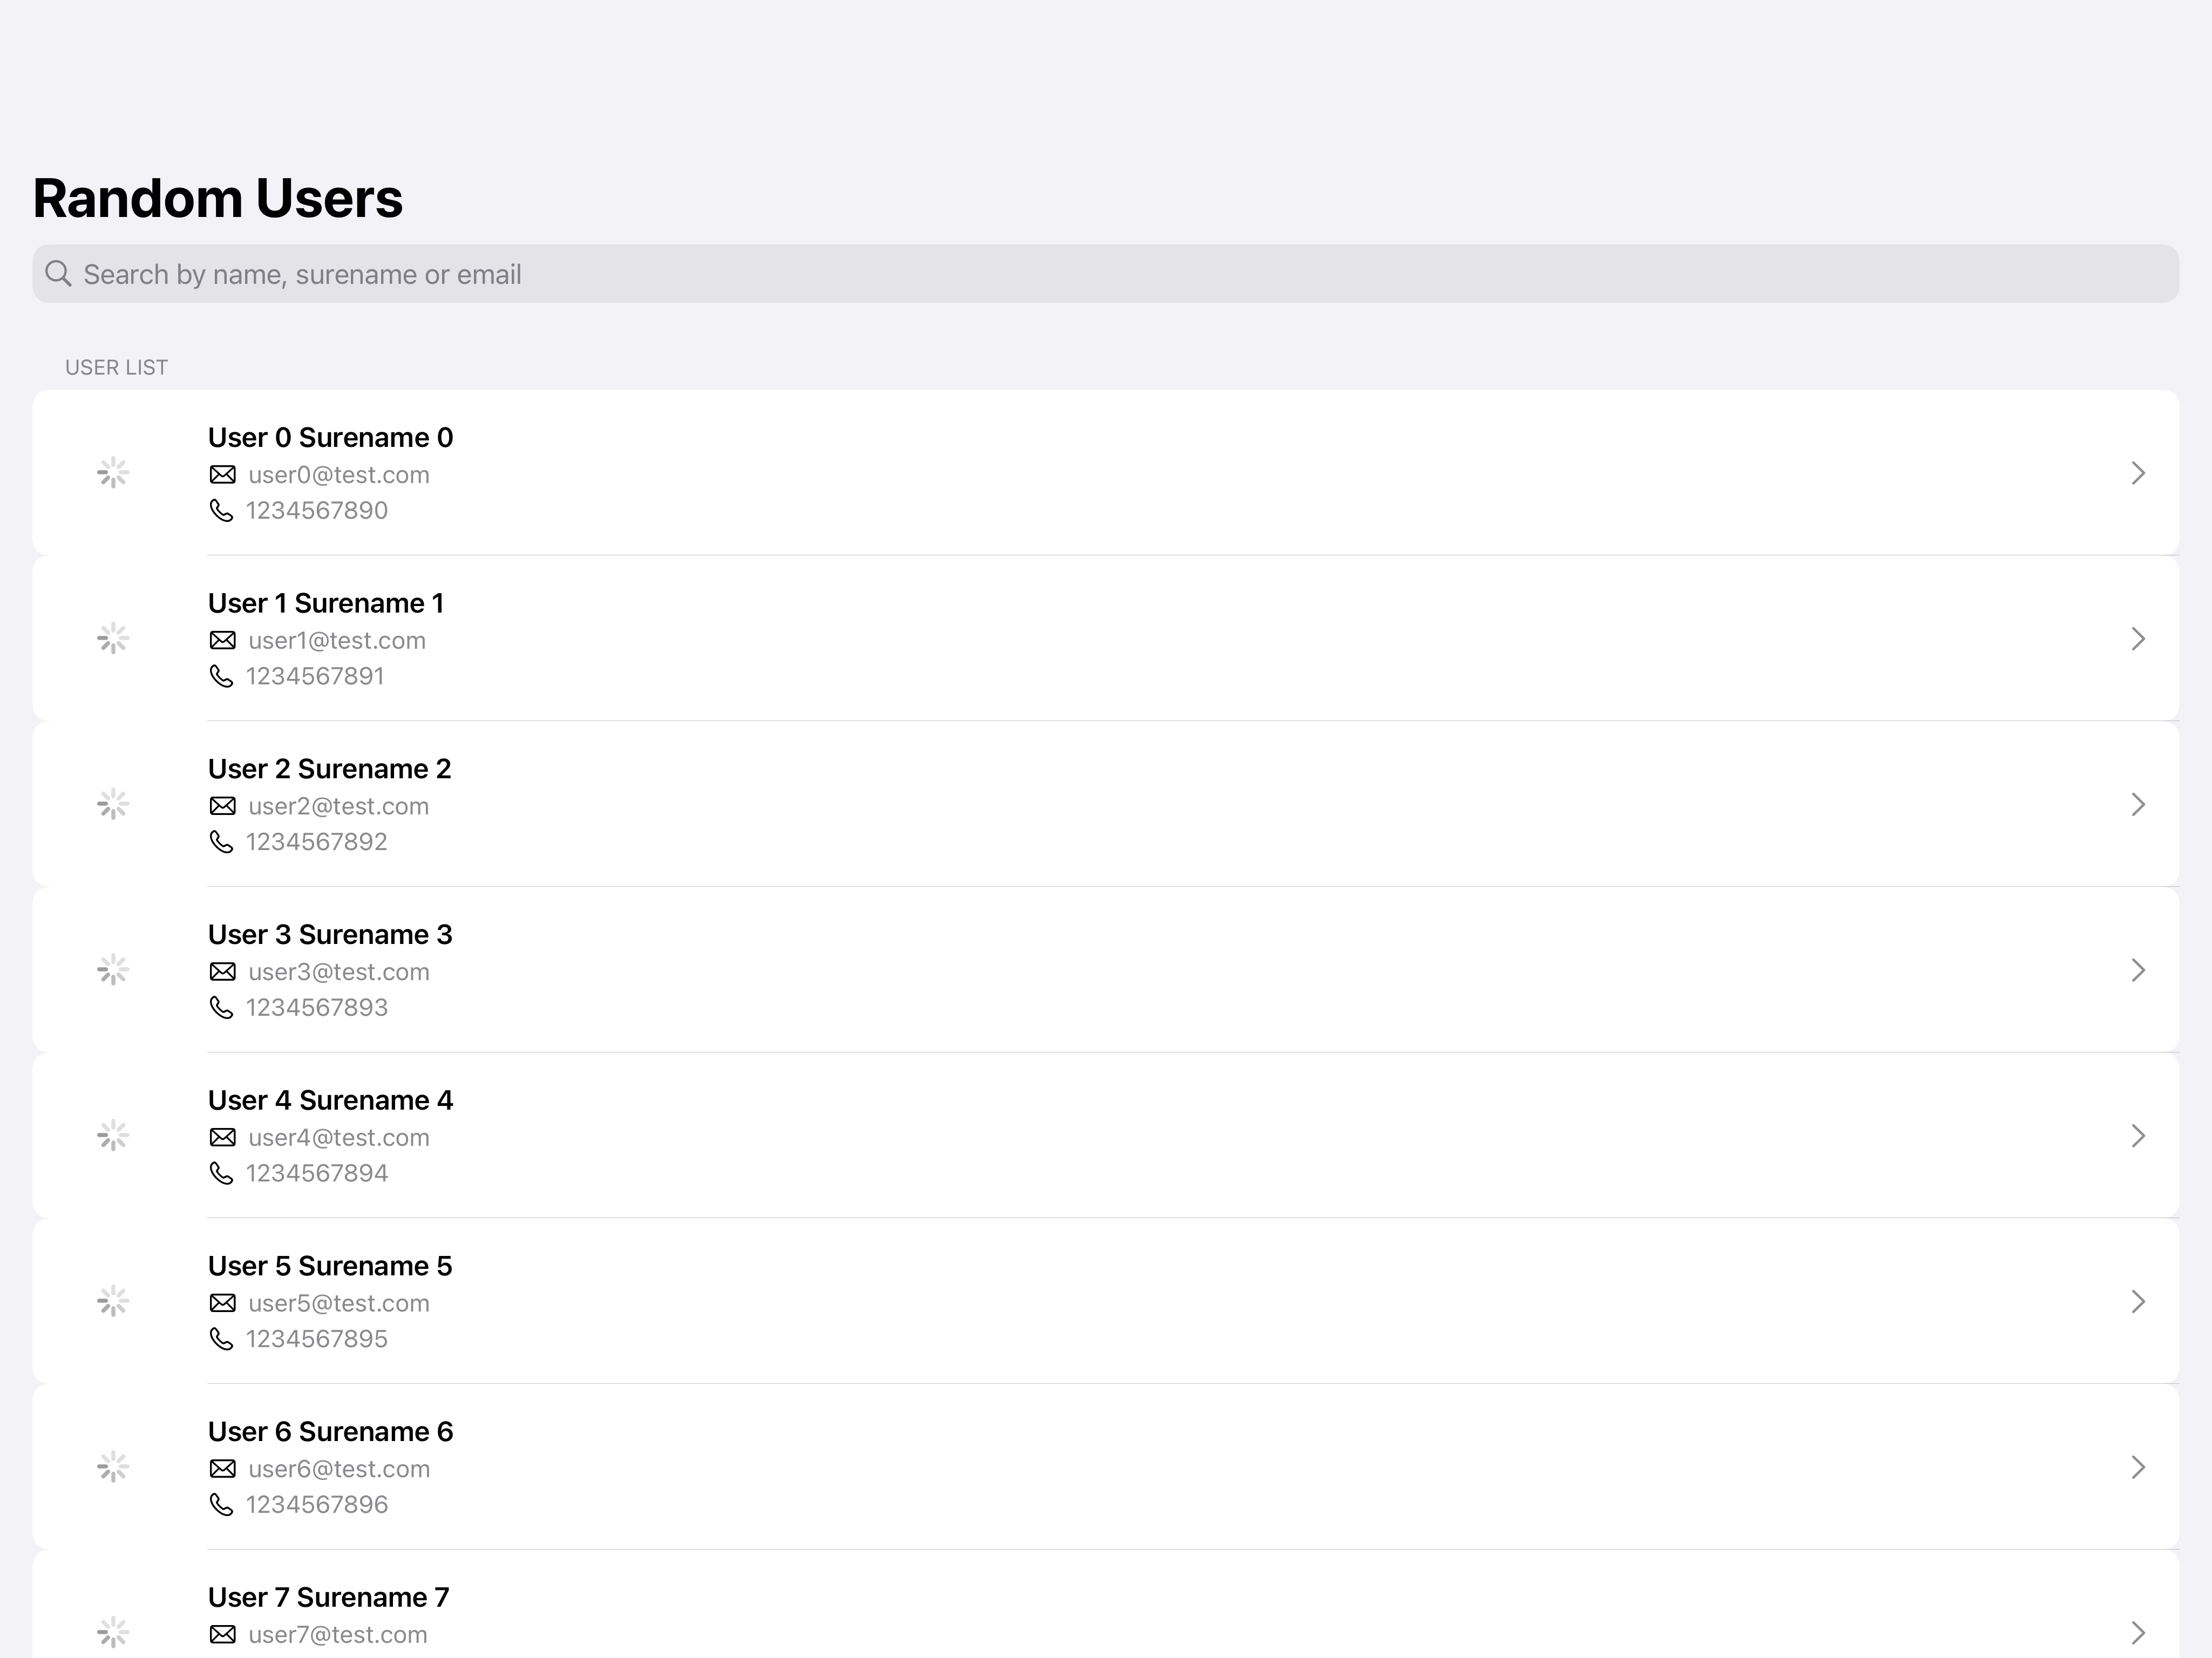 Random Users
Search by name, surename or email
USER LIST
User 0 Surename 0
user0@test.com
1234567890
User 1 Surename 1
user1@test.com
1234567891
User 2 Surename 2
user2@test.com
1234567892
User 3 Surename 3
user3@test.com
1234567893
User 4 Surename 4
user4@test.com
1234567894
User 5 Surename 5
user5@test.com
1234567895
User 6 Surename 6
user6@test.com
1234567896
User 7 Surename 7
user7@test.com